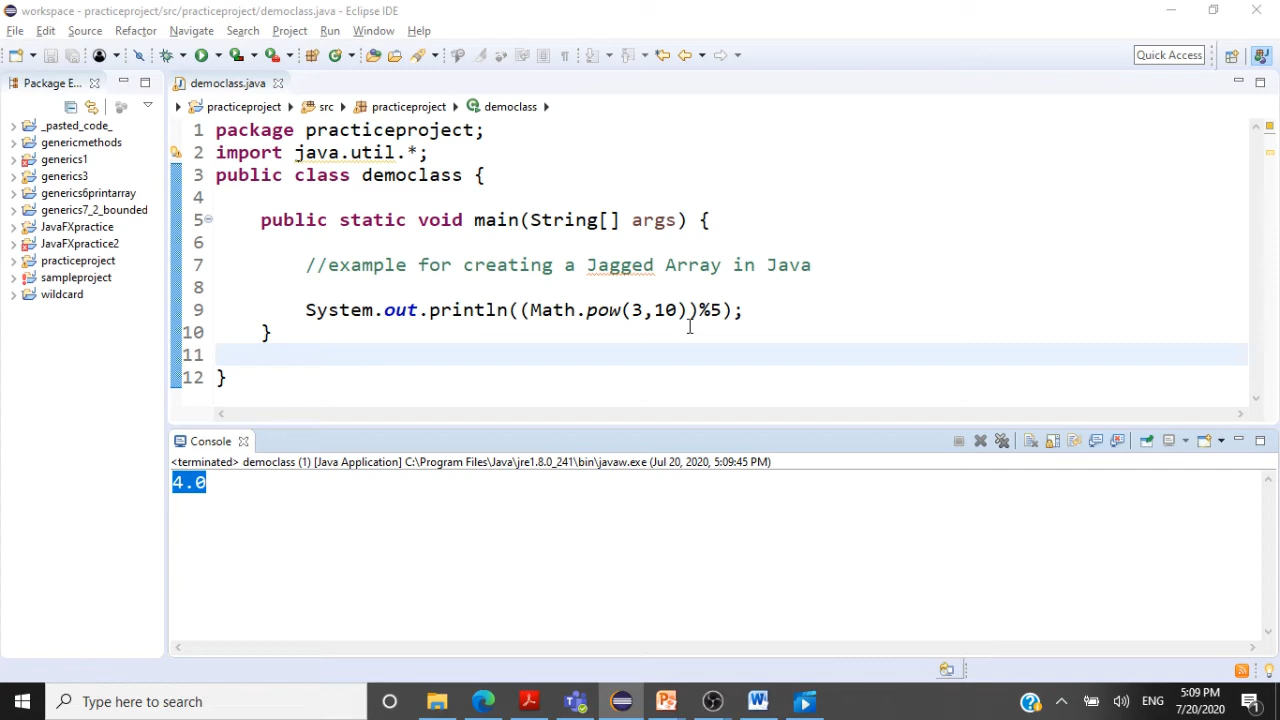 workspace - practiceproject/src/practiceproject/democlass.java - Eclipse IDE
File Edit Source Refactor Navigate Search Project Run Window Help
Quick Access
Package E...
democlass.java
practiceproject src practiceproject democlass
_pasted_code_
genericmethods
generics1
generics3
generics6printarray
generics7_2_bounded
JavaFXpractice
JavaFXpractice2
practiceproject
sampleproject
wildcard
1 package practiceproject;
2 import java.util.*;
3 public class democlass {
4
5 public static void main(String[] args) {
6
7 //example for creating a Jagged Array in Java
8
9 System.out.println((Math.pow(3,10))%5);
10 }
11
12 }
Console
<terminated> democlass (1) [Java Application] C:\Program Files\Java\jre1.8.0_241\bin\javaw.exe (Jul 20, 2020, 5:09:45 PM)
4.0
Type here to search
ENG
5:09 PM
7/20/2020
1